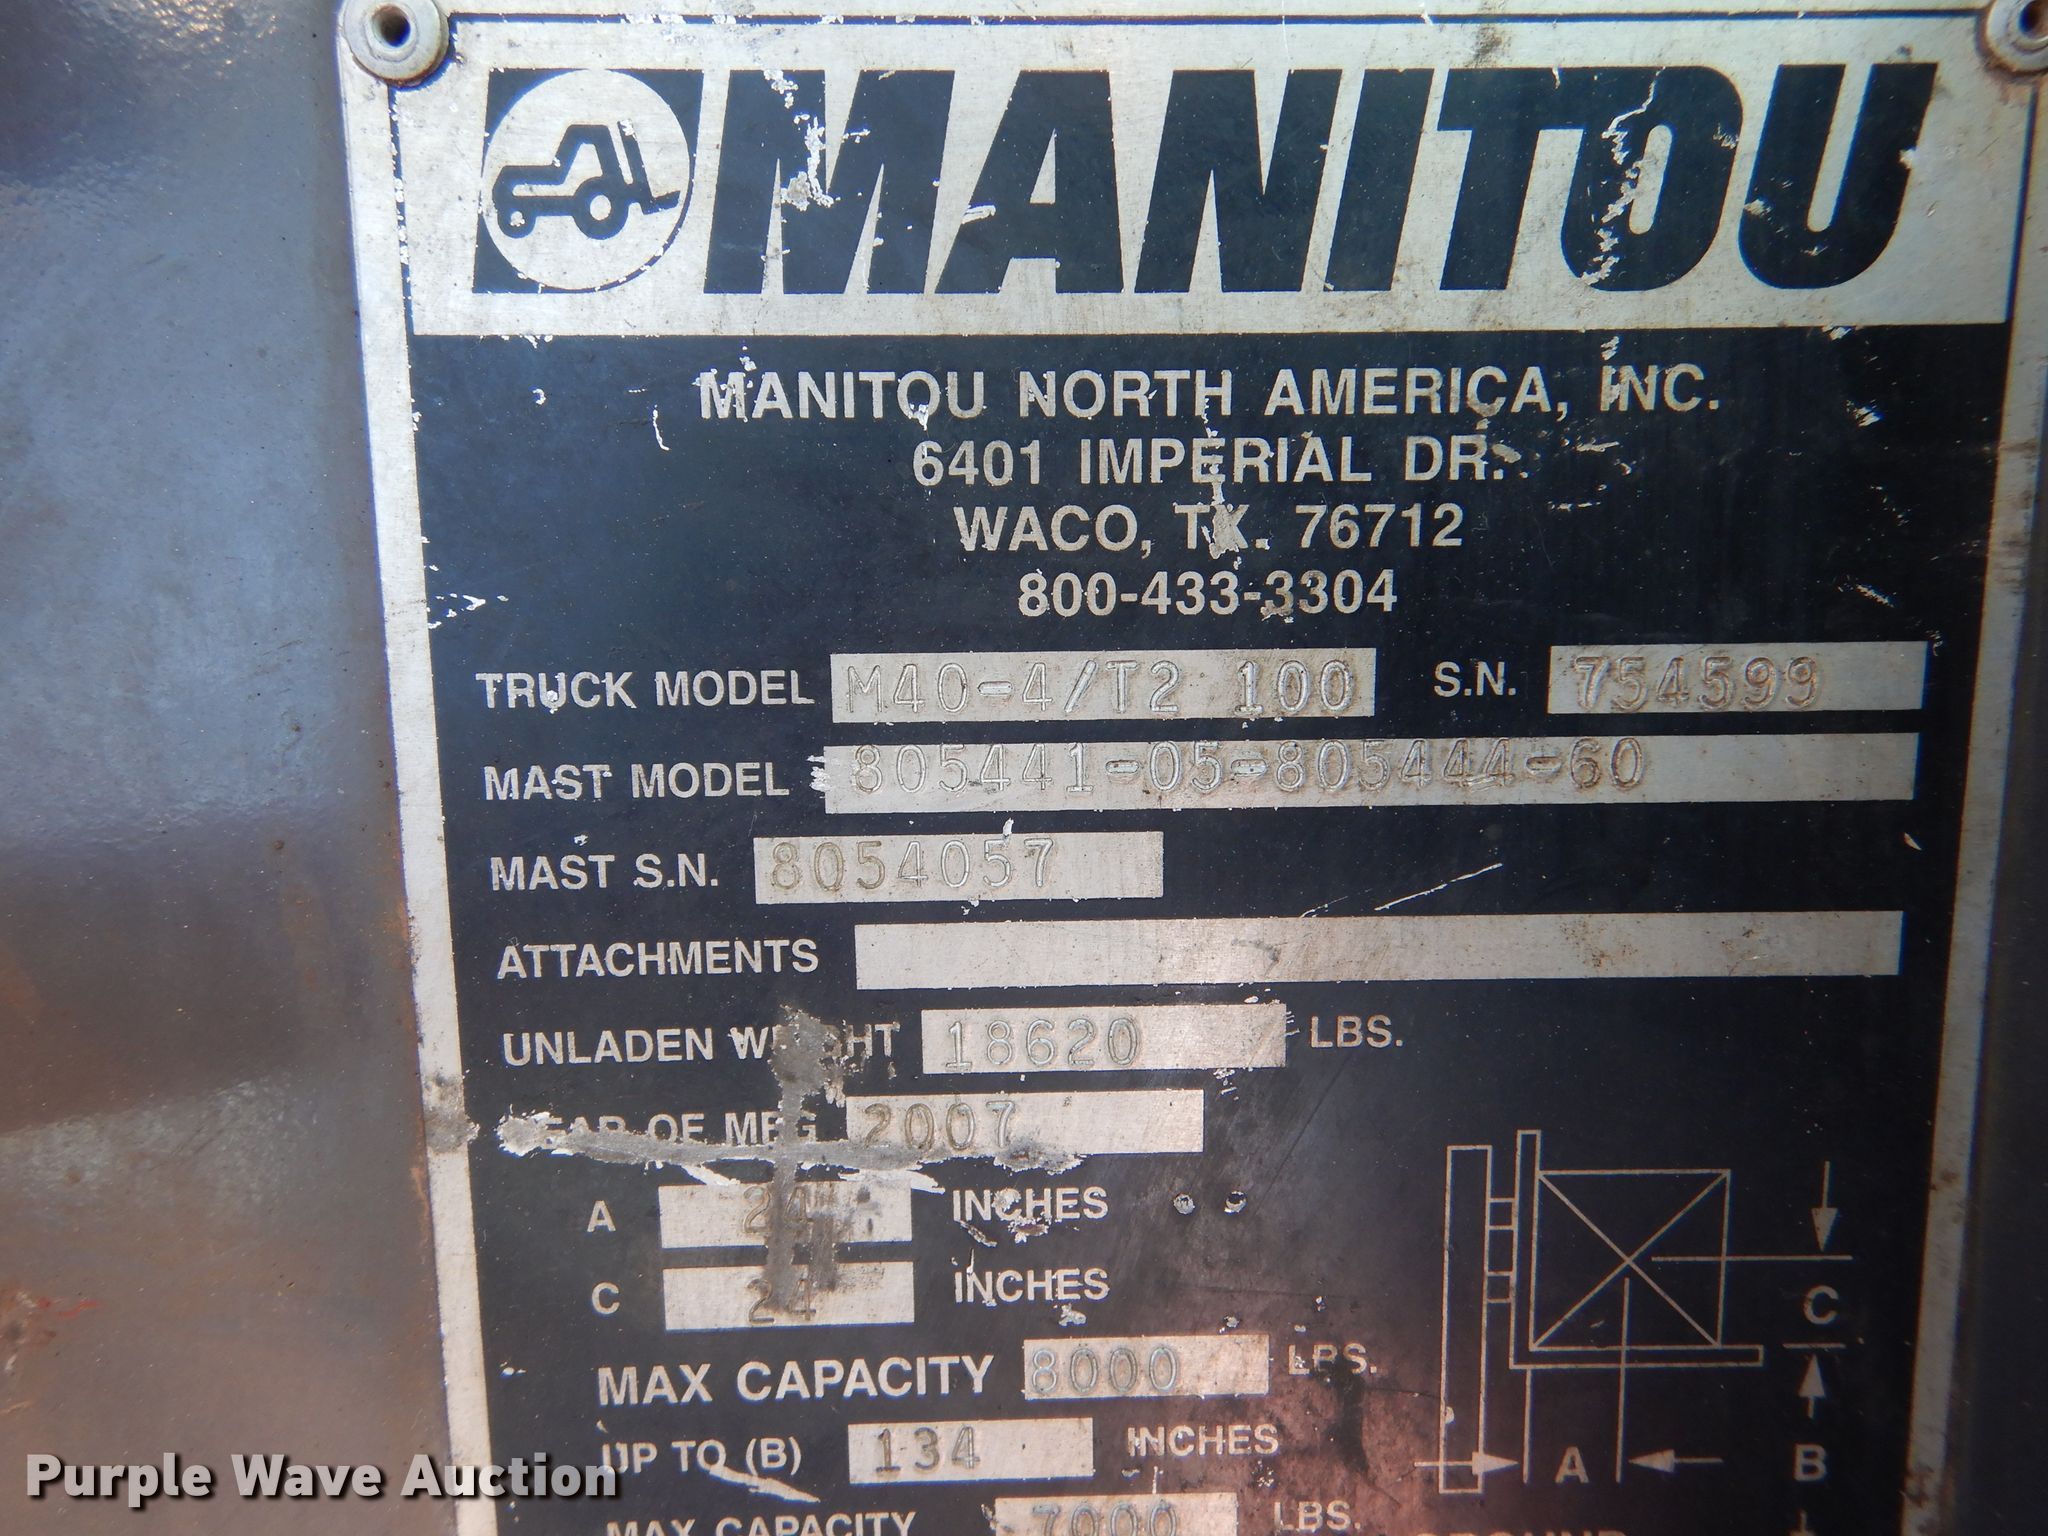 MANITOU
MANITOU NORTH AMERICA, INC.
6401 IMPERIAL DR.
WACO, TX. 76712
800-433-3304
TRUCK MODEL M40-4/T2 100 S.N. 754599
MAST MODEL 805441-05-805444-60
MAST S.N. 8054057
ATTACHMENTS
UNLADEN WEIGHT 18620 LBS.
YEAR OF MFG 2007
A 24 INCHES
C 24 INCHES
MAX CAPACITY 8000 LBS.
UP TO (B) 134 INCHES
MAX CAPACITY 7000 LBS.
C
A B
GROUND
Purple Wave Auction